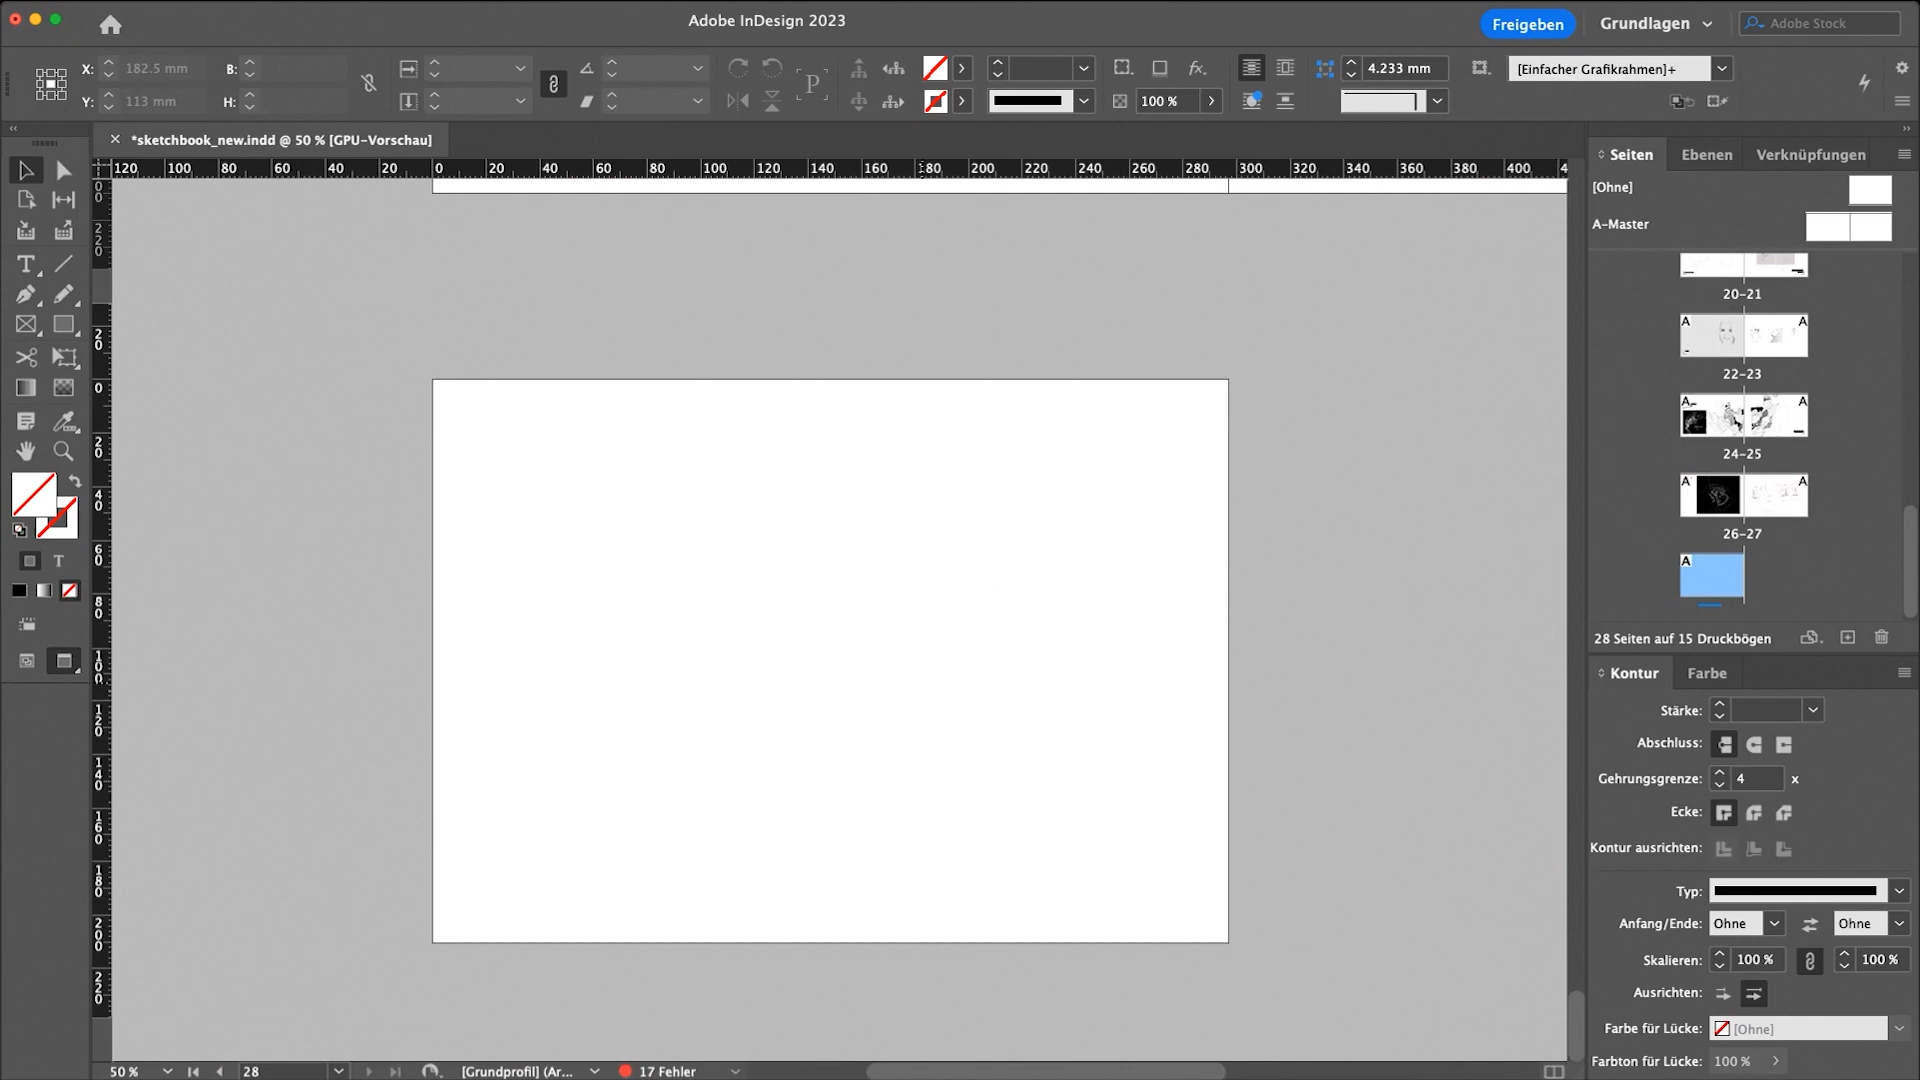 Adobe InDesign 2023
Freigeben
Grundlagen
Adobe Stock
X: 182.5 mm
B:
Y: 113 mm
H:
P
fx.
100 %
4.233 mm
[Einfacher Grafikrahmen]+
*sketchbook_new.indd @ 50 % [GPU-Vorschau]
120 100 80 60 40 20 0 20 40 60 80 100 120 140 160 180 200 220 240 260 280 300 320 340 360 380 400 4
0
220
20
0
20
40
60
80
100
120
140
160
180
200
220
T
T
Seiten
Ebenen
Verknüpfungen
[Ohne]
A-Master
20-21
A
A
22-23
A
A
24-25
A
A
26-27
A
28 Seiten auf 15 Druckbögen
Kontur
Farbe
Stärke:
Abschluss:
Gehrungsgrenze: 4 x
Ecke:
Kontur ausrichten:
Typ:
Anfang/Ende: Ohne Ohne
Skalieren: 100 % 100 %
Ausrichten:
Farbe für Lücke: [Ohne]
Farbton für Lücke: 100 %
50 %
28
[Grundprofil] (Ar...
17 Fehler